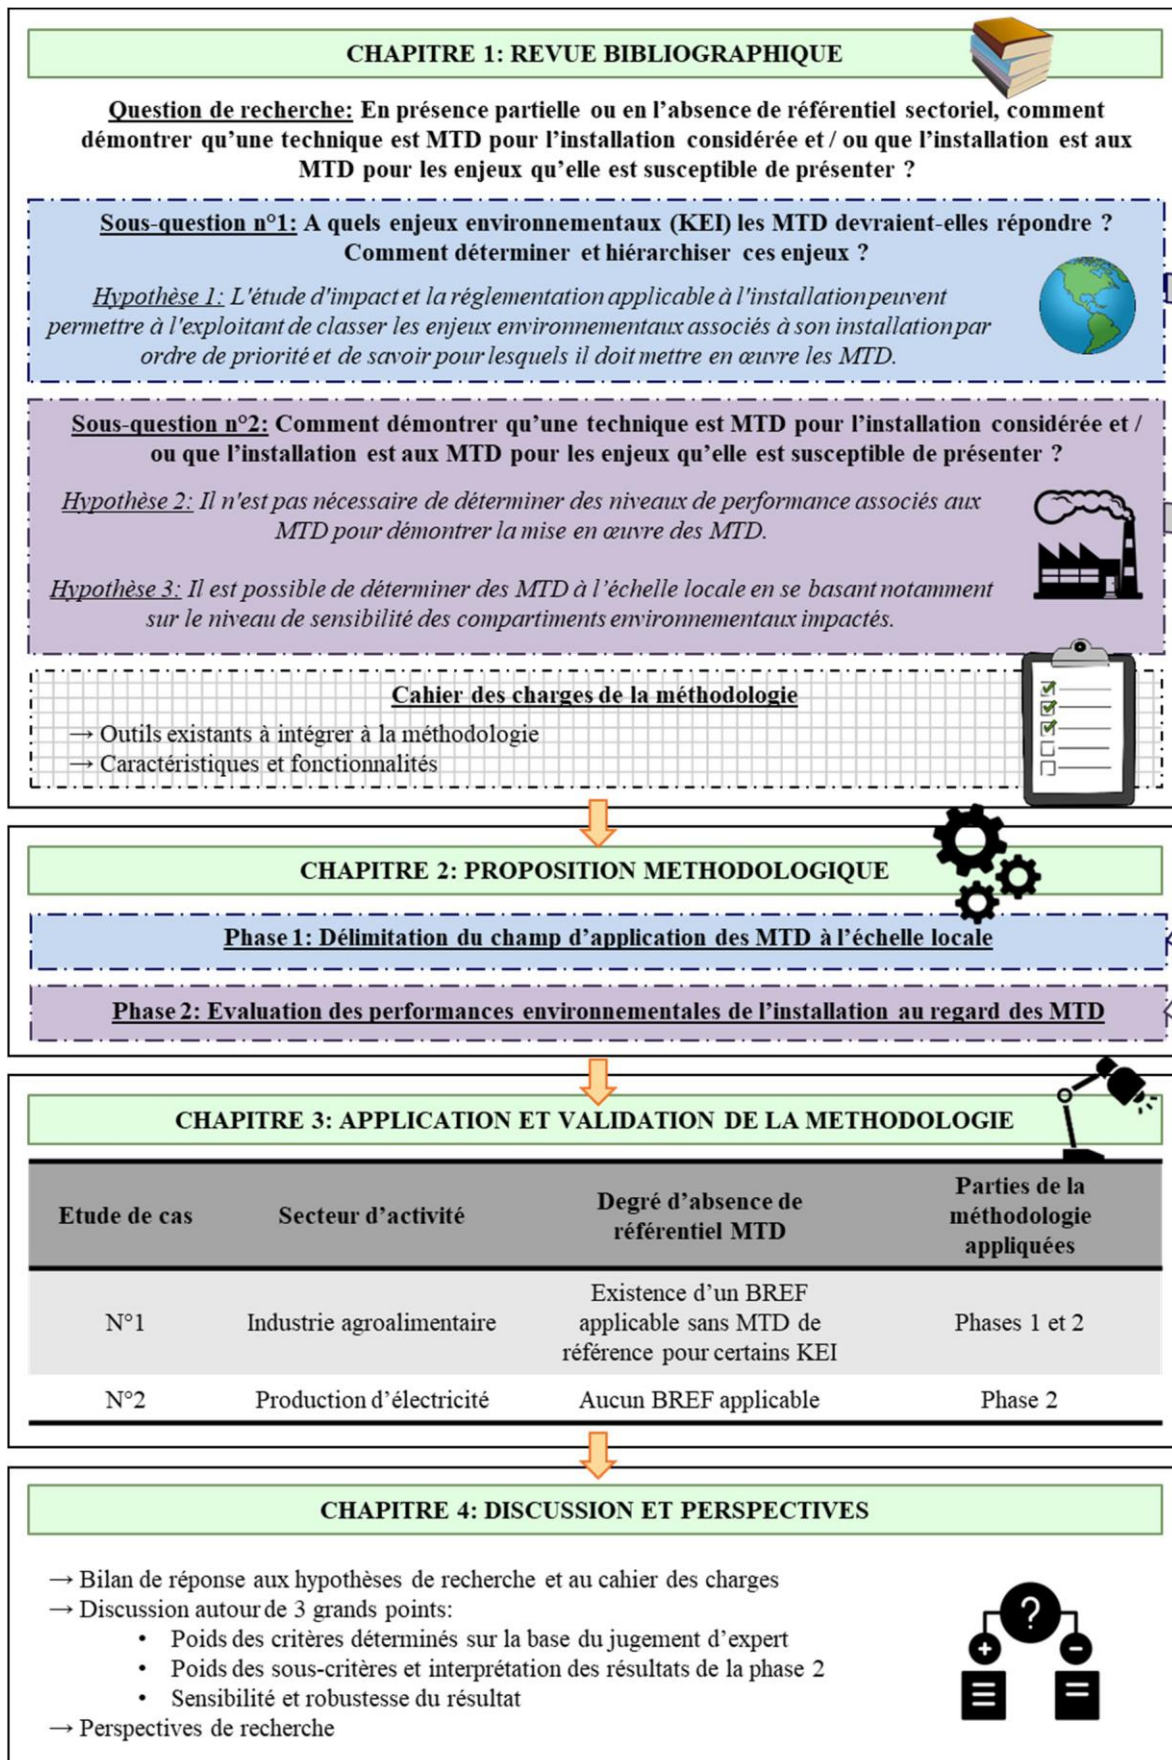 CHAPITRE 1: REVUE BIBLIOGRAPHIQUE
Question de recherche: En présence partielle ou en l'absence de référentiel sectoriel, comment
démontrer qu'une technique est MTD pour l'installation considérée et / ou que l'installation est aux
MTD pour les enjeux qu'elle est susceptible de présenter ?
Sous-question n°1: A quels enjeux environnementaux (KEI) les MTD devraient-elles répondre ?
Comment déterminer et hiérarchiser ces enjeux ?
Hypothèse 1: L'étude d'impact et la réglementation applicable à l'installation peuvent
permettre à l'exploitant de classer les enjeux environnementaux associés à son installation par
ordre de priorité et de savoir pour lesquels il doit mettre en œuvre les MTD.
Sous-question n°2: Comment démontrer qu'une technique est MTD pour l'installation considérée et /
ou que l'installation est aux MTD pour les enjeux qu'elle est susceptible de présenter ?
Hypothèse 2: Il n'est pas nécessaire de déterminer des niveaux de performance associés aux
MTD pour démontrer la mise en œuvre des MTD.
Hypothèse 3: Il est possible de déterminer des MTD à l'échelle locale en se basant notamment
sur le niveau de sensibilité des compartiments environnementaux impactés.
Cahier des charges de la méthodologie
→ Outils existants à intégrer à la méthodologie
→ Caractéristiques et fonctionnalités
CHAPITRE 2: PROPOSITION METHODOLOGIQUE
Phase 1: Délimitation du champ d'application des MTD à l'échelle locale
Phase 2: Evaluation des performances environnementales de l'installation au regard des MTD
CHAPITRE 3: APPLICATION ET VALIDATION DE LA METHODOLOGIE
Etude de cas
Secteur d'activité
Degré d'absence de
référentiel MTD
Parties de la
méthodologie
appliquées
N°1
Industrie agroalimentaire
Existence d'un BREF
applicable sans MTD de
référence pour certains KEI
Phases 1 et 2
N°2
Production d'électricité
Aucun BREF applicable
Phase 2
CHAPITRE 4: DISCUSSION ET PERSPECTIVES
→ Bilan de réponse aux hypothèses de recherche et au cahier des charges
→ Discussion autour de 3 grands points:
• Poids des critères déterminés sur la base du jugement d'expert
• Poids des sous-critères et interprétation des résultats de la phase 2
• Sensibilité et robustesse du résultat
→ Perspectives de recherche
?
+
-